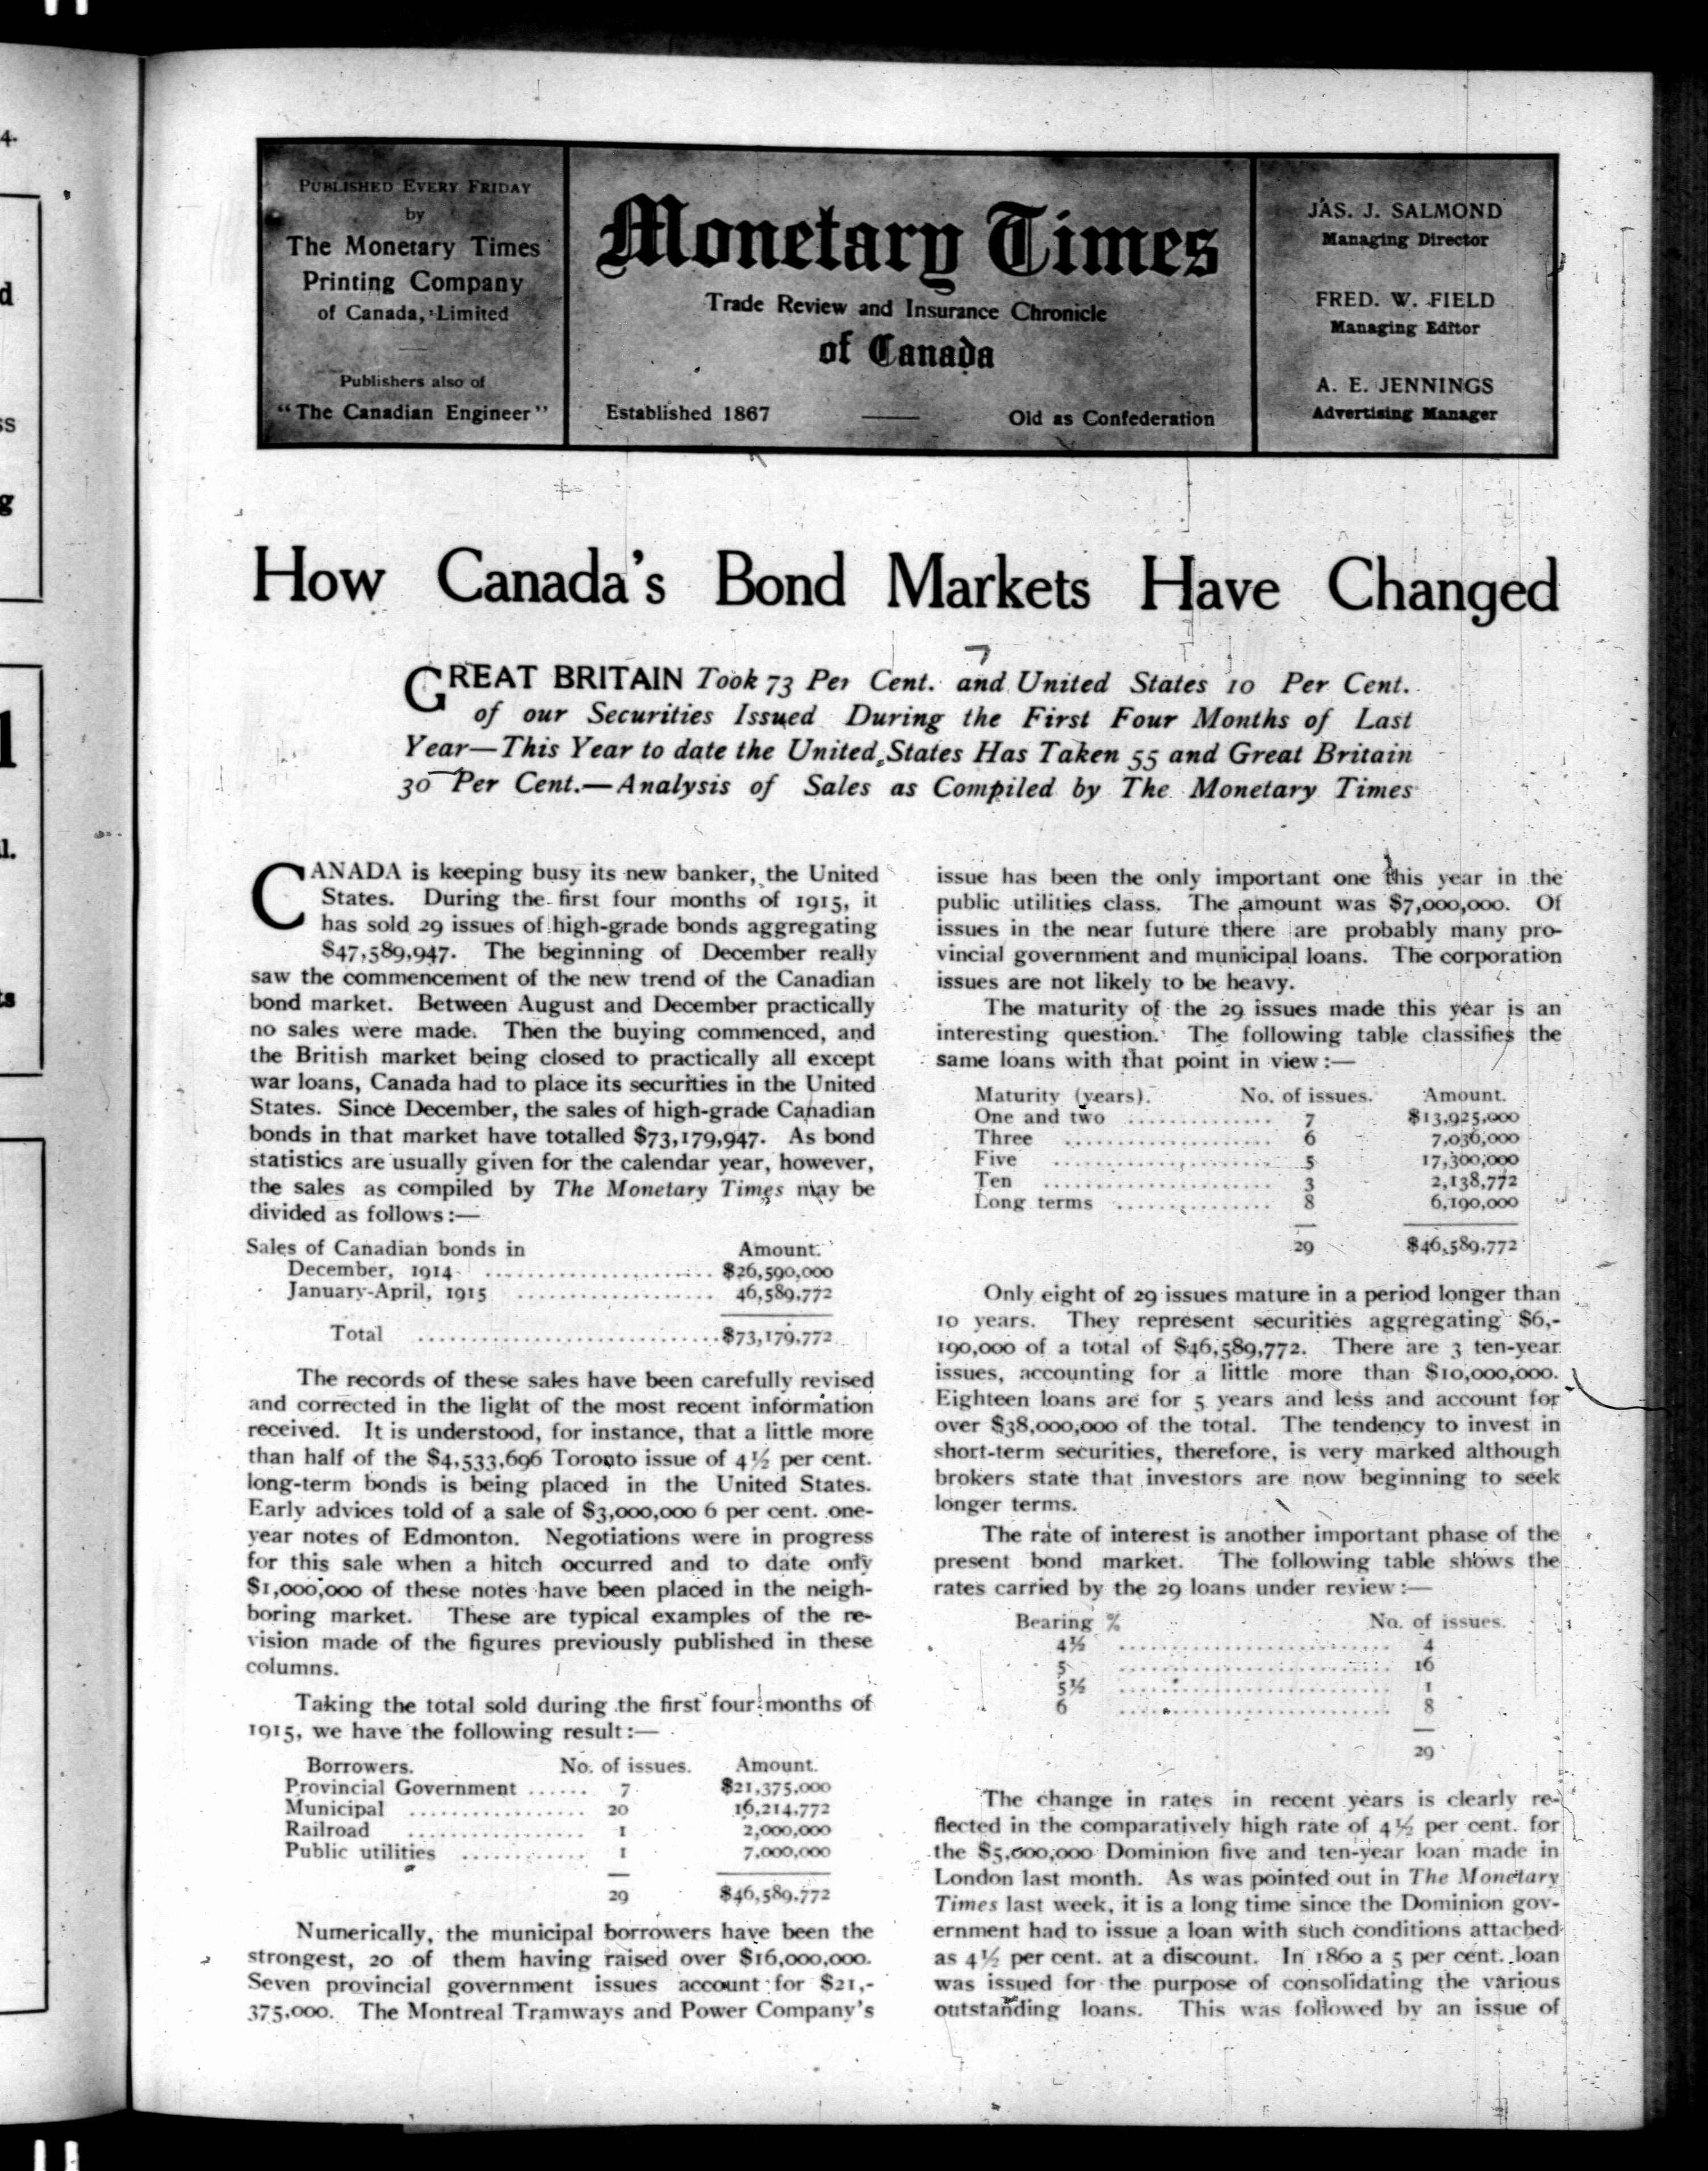 4
d
ss
g
l
l.
ts
PUBLISHED EVERY FRIDAY
by
The Monetary Times
Printing Company
of Canada, Limited
Publishers also of
"The Canadian Engineer"
Monetary Times
Trade Review and Insurance Chronicle
of Canada
Established 1867
Old as Confederation
JAS. J. SALMOND
Managing Director
FRED. W. FIELD
Managing Editor
A. E. JENNINGS
Advertising Manager
How Canada's Bond Markets Have Changed
GREAT BRITAIN Took 73 Per Cent. and United States 10 Per Cent.
of our Securities Issued During the First Four Months of Last
Year—This Year to date the United States Has Taken 55 and Great Britain
30 Per Cent.—Analysis of Sales as Compiled by The Monetary Times
CANADA is keeping busy its new banker, the United
States. During the first four months of 1915, it
has sold 29 issues of high-grade bonds aggregating
$47,589,947. The beginning of December really
saw the commencement of the new trend of the Canadian
bond market. Between August and December practically
no sales were made. Then the buying commenced, and
the British market being closed to practically all except
war loans, Canada had to place its securities in the United
States. Since December, the sales of high-grade Canadian
bonds in that market have totalled $73,179,947. As bond
statistics are usually given for the calendar year, however,
the sales as compiled by The Monetary Times may be
divided as follows:—
Sales of Canadian bonds in Amount.
December, 1914 ...................... $26,590,000
January-April, 1915 ................... 46,589,772
Total .............................$73,179,772
The records of these sales have been carefully revised
and corrected in the light of the most recent information
received. It is understood, for instance, that a little more
than half of the $4,533,696 Toronto issue of 4½ per cent.
long-term bonds is being placed in the United States.
Early advices told of a sale of $3,000,000 6 per cent. one-
year notes of Edmonton. Negotiations were in progress
for this sale when a hitch occurred and to date only
$1,000,000 of these notes have been placed in the neigh-
boring market. These are typical examples of the re-
vision made of the figures previously published in these
columns.
Taking the total sold during the first four months of
1915, we have the following result:—
Borrowers. No. of issues. Amount.
Provincial Government ...... 7 $21,375,000
Municipal ................ 20 16,214,772
Railroad ................ 1 2,000,000
Public utilities ........... 1 7,000,000
29 $46,589,772
Numerically, the municipal borrowers have been the
strongest, 20 of them having raised over $16,000,000.
Seven provincial government issues account for $21,-
375,000. The Montreal Tramways and Power Company's
issue has been the only important one this year in the
public utilities class. The amount was $7,000,000. Of
issues in the near future there are probably many pro-
vincial government and municipal loans. The corporation
issues are not likely to be heavy.
The maturity of the 29 issues made this year is an
interesting question. The following table classifies the
same loans with that point in view:—
Maturity (years). No. of issues. Amount.
One and two ............. 7 $13,925,000
Three ................... 6 7,036,000
Five .................... 5 17,300,000
Ten ..................... 3 2,138,772
Long terms .............. 8 6,190,000
29 $46,589,772
Only eight of 29 issues mature in a period longer than
10 years. They represent securities aggregating $6,-
190,000 of a total of $46,589,772. There are 3 ten-year
issues, accounting for a little more than $10,000,000.
Eighteen loans are for 5 years and less and account for
over $38,000,000 of the total. The tendency to invest in
short-term securities, therefore, is very marked although
brokers state that investors are now beginning to seek
longer terms.
The rate of interest is another important phase of the
present bond market. The following table shows the
rates carried by the 29 loans under review:—
Bearing % No. of issues.
4½ ......................... 4
5 ......................... 16
5½ ......................... 1
6 ......................... 8
29
The change in rates in recent years is clearly re-
flected in the comparatively high rate of 4½ per cent. for
the $5,000,000 Dominion five and ten-year loan made in
London last month. As was pointed out in The Monetary
Times last week, it is a long time since the Dominion gov-
ernment had to issue a loan with such conditions attached
as 4½ per cent. at a discount. In 1860 a 5 per cent. loan
was issued for the purpose of consolidating the various
outstanding loans. This was followed by an issue of